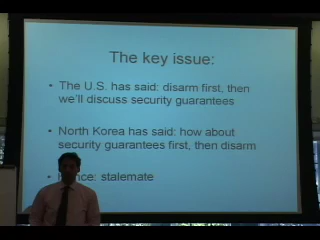 The key issue:
• The U.S. has said: disarm first, then
we'll discuss security guarantees
• North Korea has said: how about
security guarantees first, then disarm
• stalemate